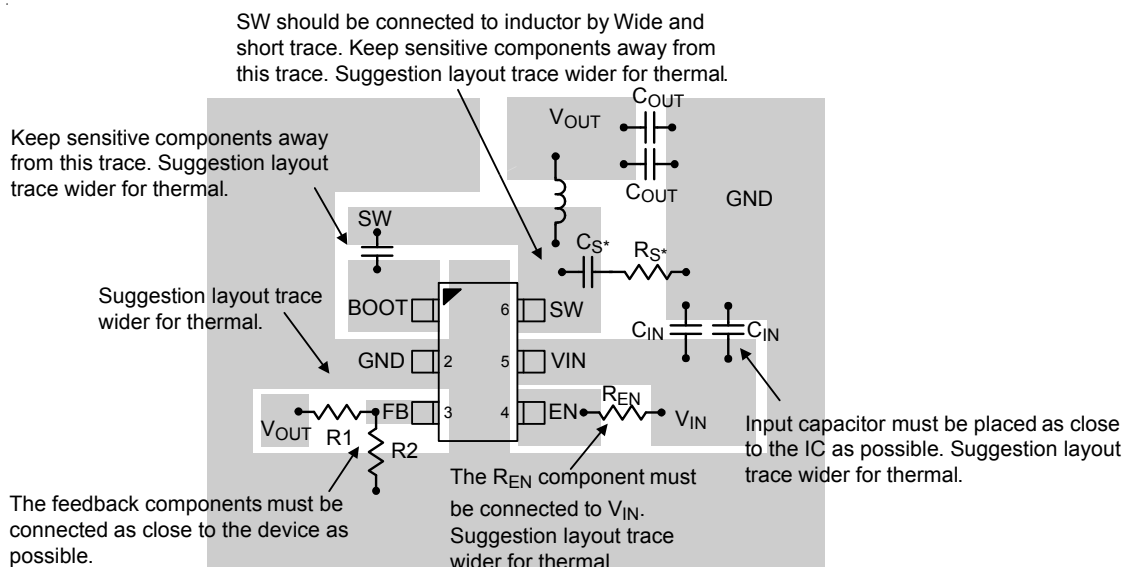 SW should be connected to inductor by Wide and
short trace. Keep sensitive components away from
this trace. Suggestion layout trace wider for thermal.
Keep sensitive components away
from this trace. Suggestion layout
trace wider for thermal.
COUT
VOUT
COUT
GND
SW
CS*
RS*
Suggestion layout trace
wider for thermal.
BOOT
6
SW
CIN
CIN
GND
2
5
VIN
FB
3
4
EN
REN
VIN
VOUT
R1
R2
Input capacitor must be placed as close
to the IC as possible. Suggestion layout
trace wider for thermal.
The feedback components must be
connected as close to the device as
possible.
The REN component must
be connected to VIN.
Suggestion layout trace
wider for thermal